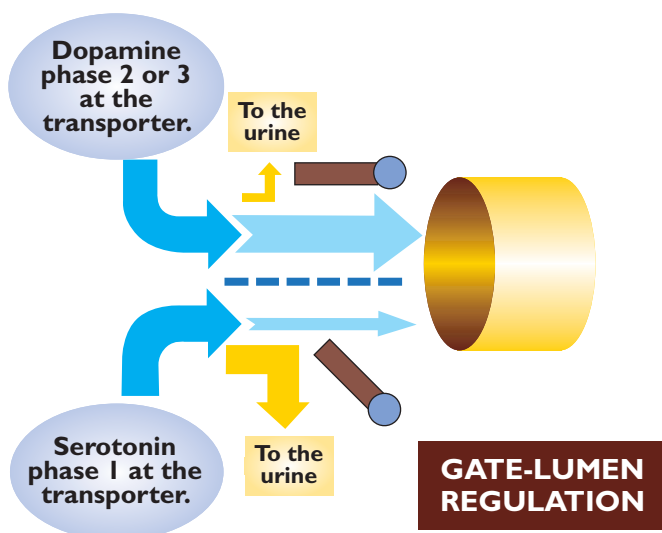 Dopamine
phase 2 or 3
at the
transporter.
To the
urine
Serotonin
phase 1 at the
transporter.
To the
urine
GATE-LUMEN
REGULATION